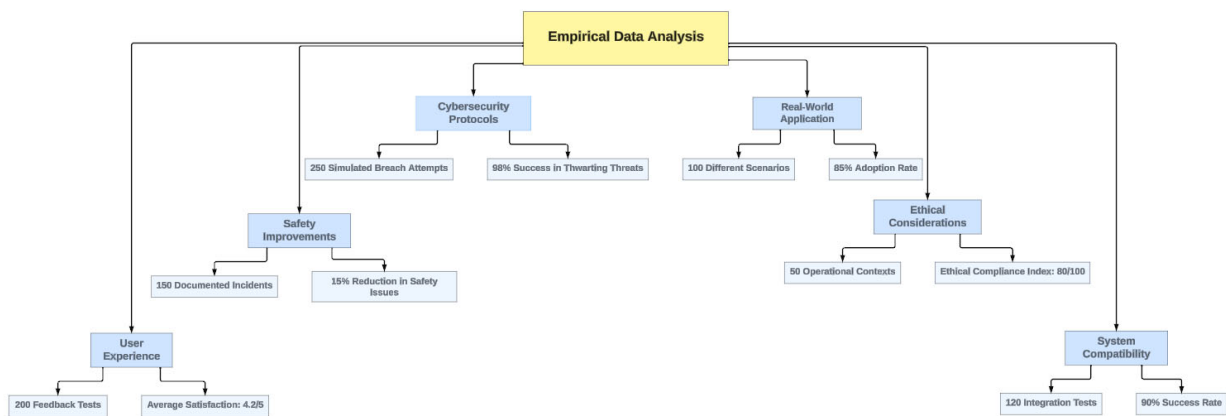 Empirical Data Analysis
Cybersecurity
Protocols
Real-World
Application
250 Simulated Breach Attempts
98% Success in Thwarting Threats
100 Different Scenarios
85% Adoption Rate
Safety
Improvements
Ethical
Considerations
150 Documented Incidents
15% Reduction in Safety
Issues
50 Operational Contexts
Ethical Compliance Index: 80/100
User
Experience
System
Compatibility
200 Feedback Tests
Average Satisfaction: 4.2/5
120 Integration Tests
90% Success Rate